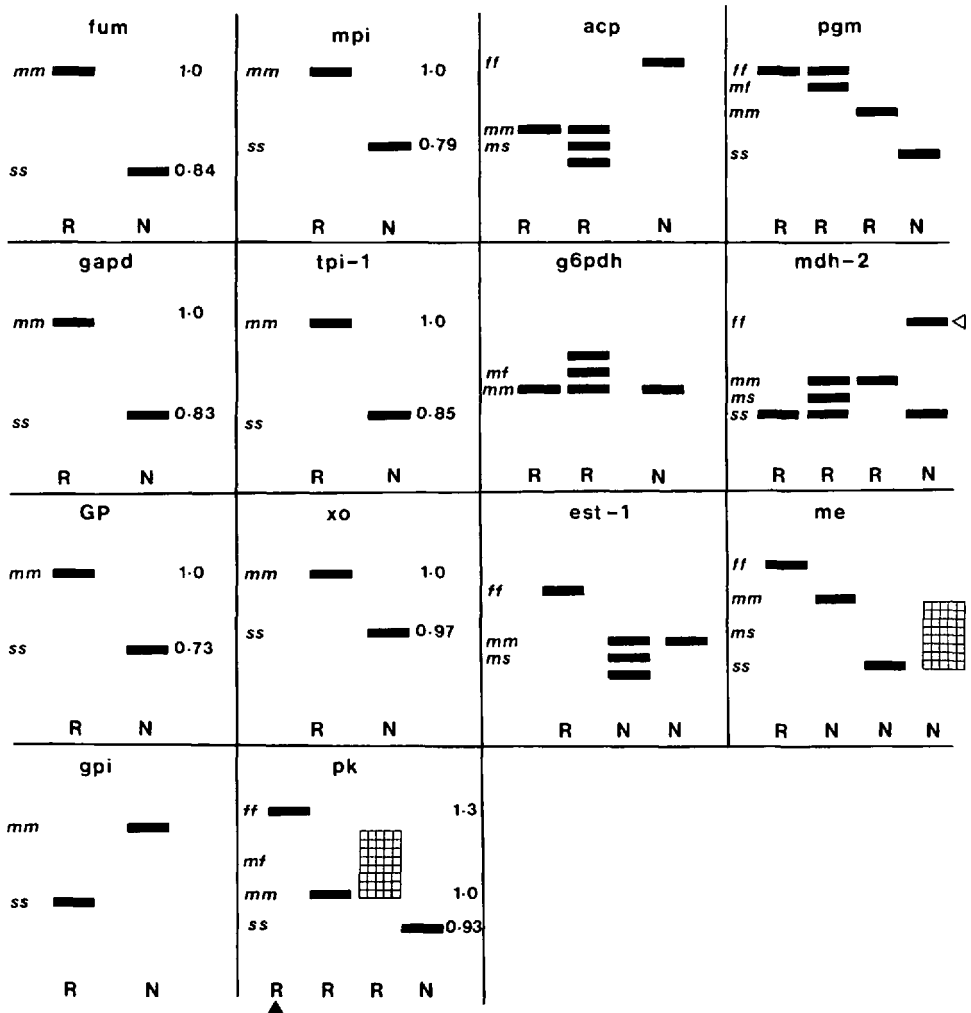 fum
mm 1·0
ss 0·84
R N
mpi
mm 1·0
ss 0·79
R N
acp
ff
mm
ms
R R N
pgm
ff
mf
mm
ss
R R R N
gapd
mm 1·0
ss 0·83
R N
tpi-1
mm 1·0
ss 0·85
R N
g6pdh
mf
mm
R R N
mdh-2
ff
mm
ms
ss
R R R N
GP
mm 1·0
ss 0·73
R N
xo
mm 1·0
ss 0·97
R N
est-1
ff
mm
ms
R N N
me
ff
mm
ms
ss
R N N N
gpi
mm
ss
R N
pk
ff 1·3
mf
mm 1·0
ss 0·93
R R R N